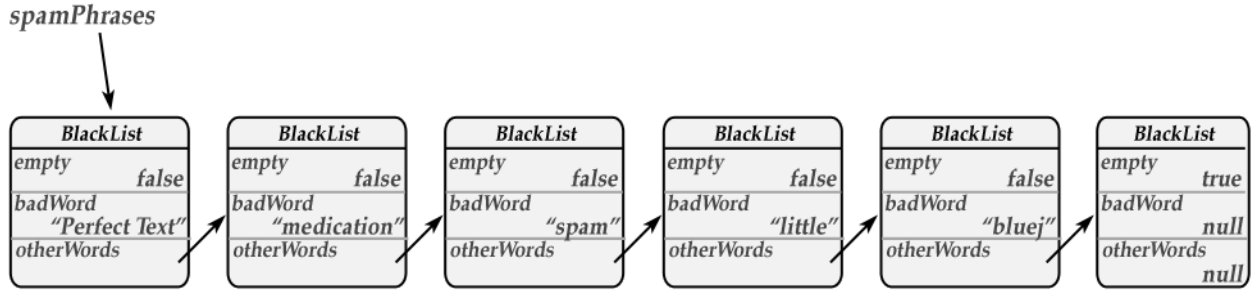 spamPhrases
BlackList
empty
false
badWord
“Perfect Text”
otherWords
BlackList
empty
false
badWord
“medication”
otherWords
BlackList
empty
false
badWord
“spam”
otherWords
BlackList
empty
false
badWord
“little”
otherWords
BlackList
empty
false
badWord
“bluej”
otherWords
BlackList
empty
true
badWord
null
otherWords
null